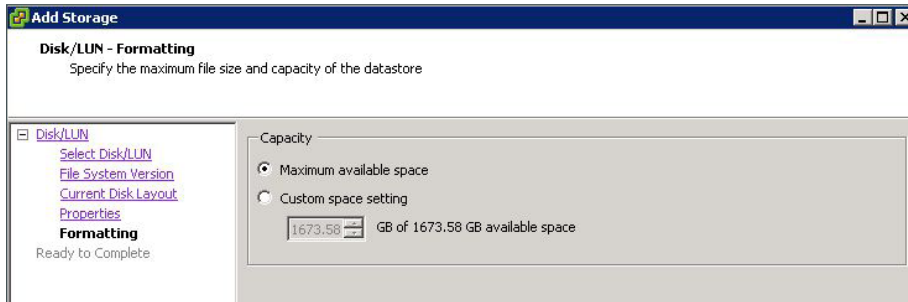 Add Storage
Disk/LUN - Formatting
Specify the maximum file size and capacity of the datastore
Disk/LUN
Select Disk/LUN
File System Version
Current Disk Layout
Properties
Formatting
Ready to Complete
Capacity
Maximum available space
Custom space setting
1673.58 GB of 1673.58 GB available space